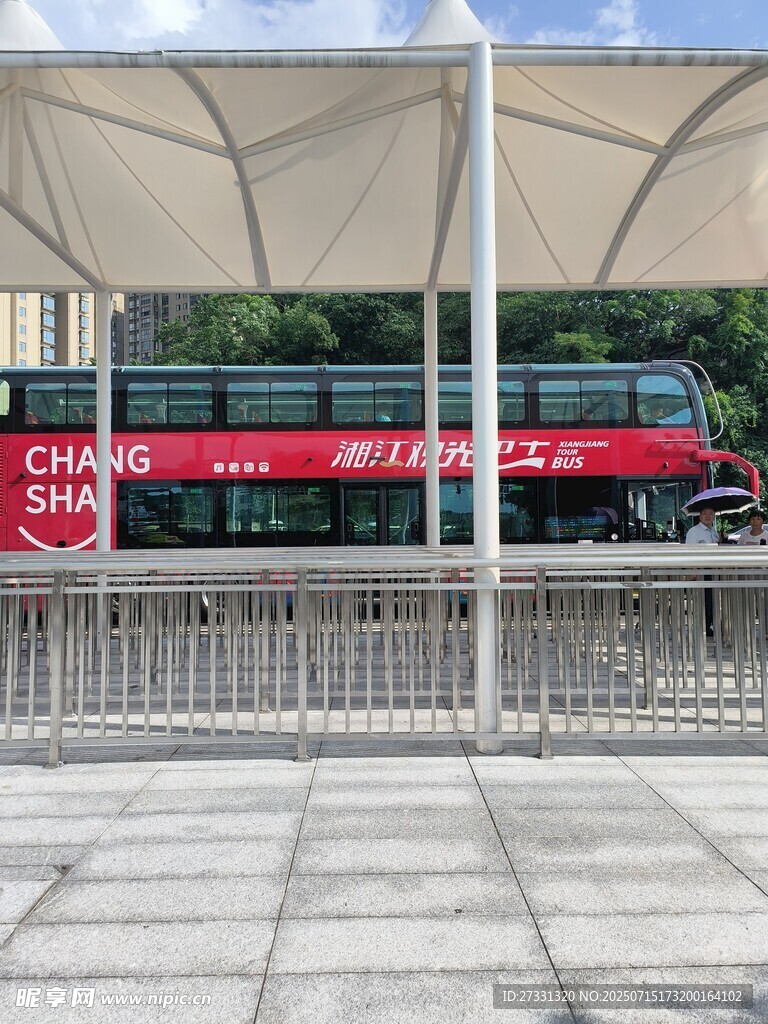 CHANG
SHA
湘江观光巴士
XIANGJIANG
TOUR
BUS
昵享网 www.nipic.cn
ID:27331320 NO:20250715173200164102